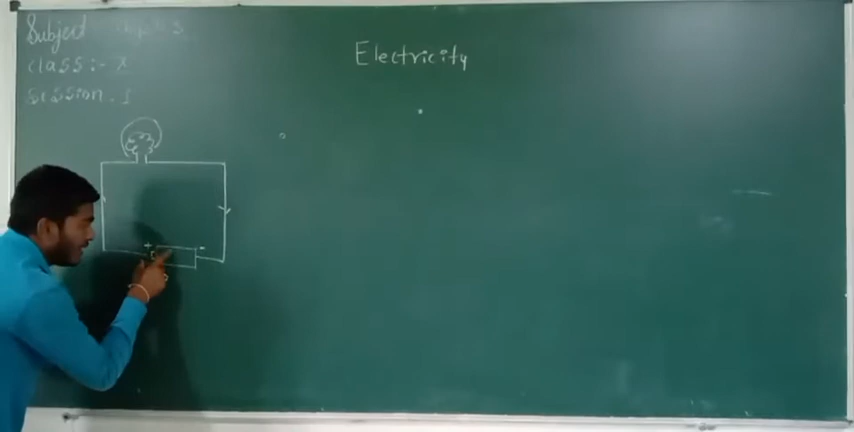 Subject
Electricity
Class :- X
Session . I
+ -